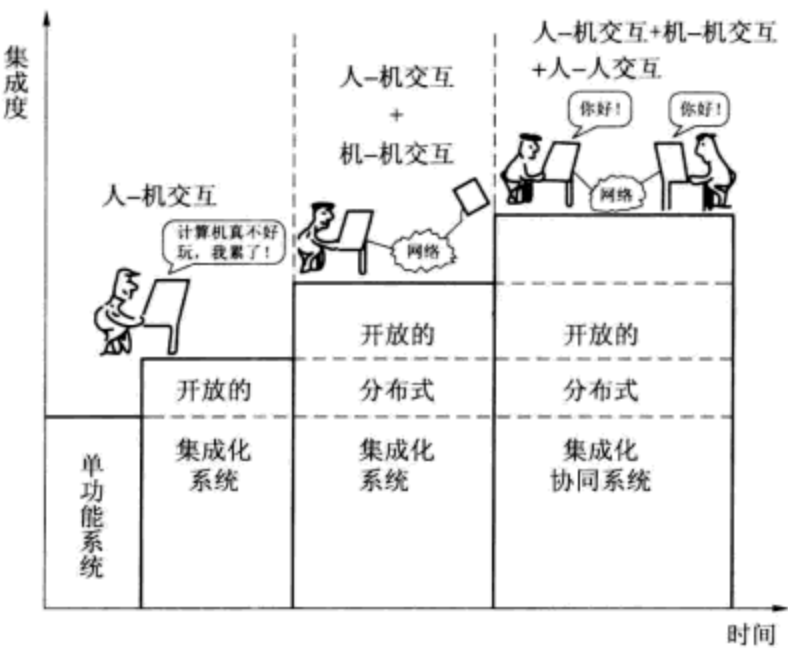 集成度
人-机交互+机-机交互
+人-人交互
你好！
你好！
网络
人-机交互
+
机-机交互
网络
人-机交互
计算机真不好
玩，我累了！
开放的
开放的
开放的
分布式
分布式
单功能系统
集成化
系统
集成化
系统
集成化
协同系统
时间